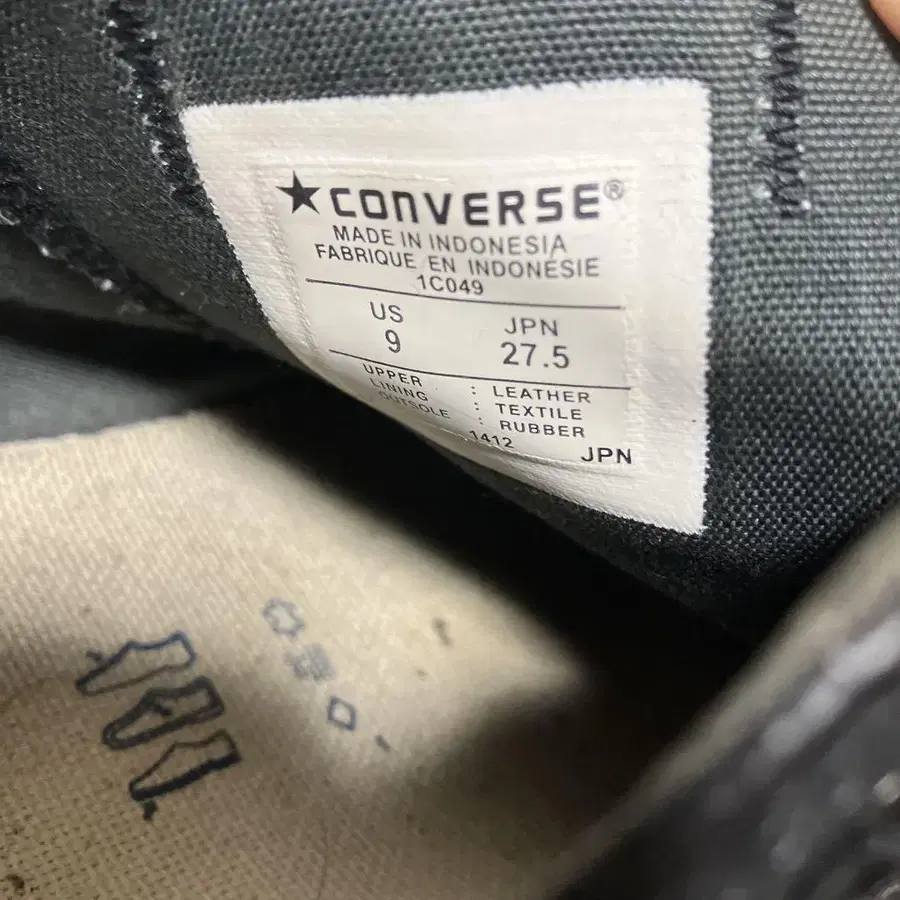 ★CONVERSE®
MADE IN INDONESIA
FABRIQUE EN INDONESIE
1C049
US JPN
9 27.5
UPPER : LEATHER
LINING : TEXTILE
OUTSOLE : RUBBER
1412 JPN